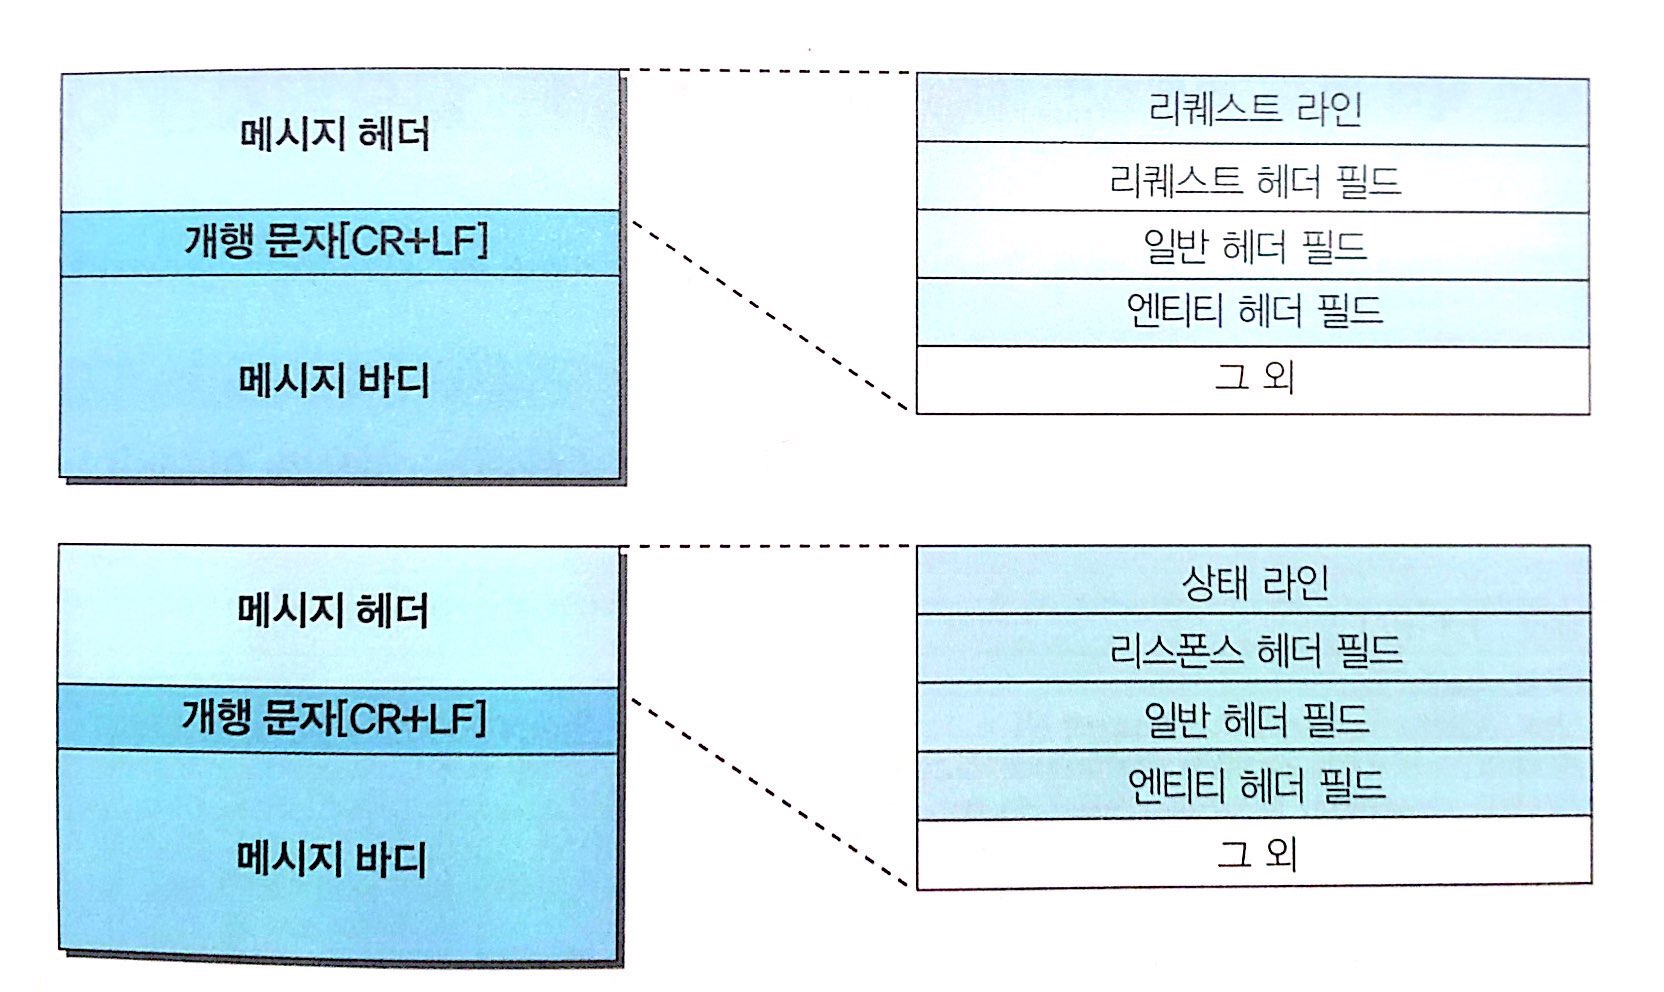 메시지 헤더
개행 문자[CR+LF]
메시지 바디
리퀘스트 라인
리퀘스트 헤더 필드
일반 헤더 필드
엔티티 헤더 필드
그 외
메시지 헤더
개행 문자[CR+LF]
메시지 바디
상태 라인
리스폰스 헤더 필드
일반 헤더 필드
엔티티 헤더 필드
그 외